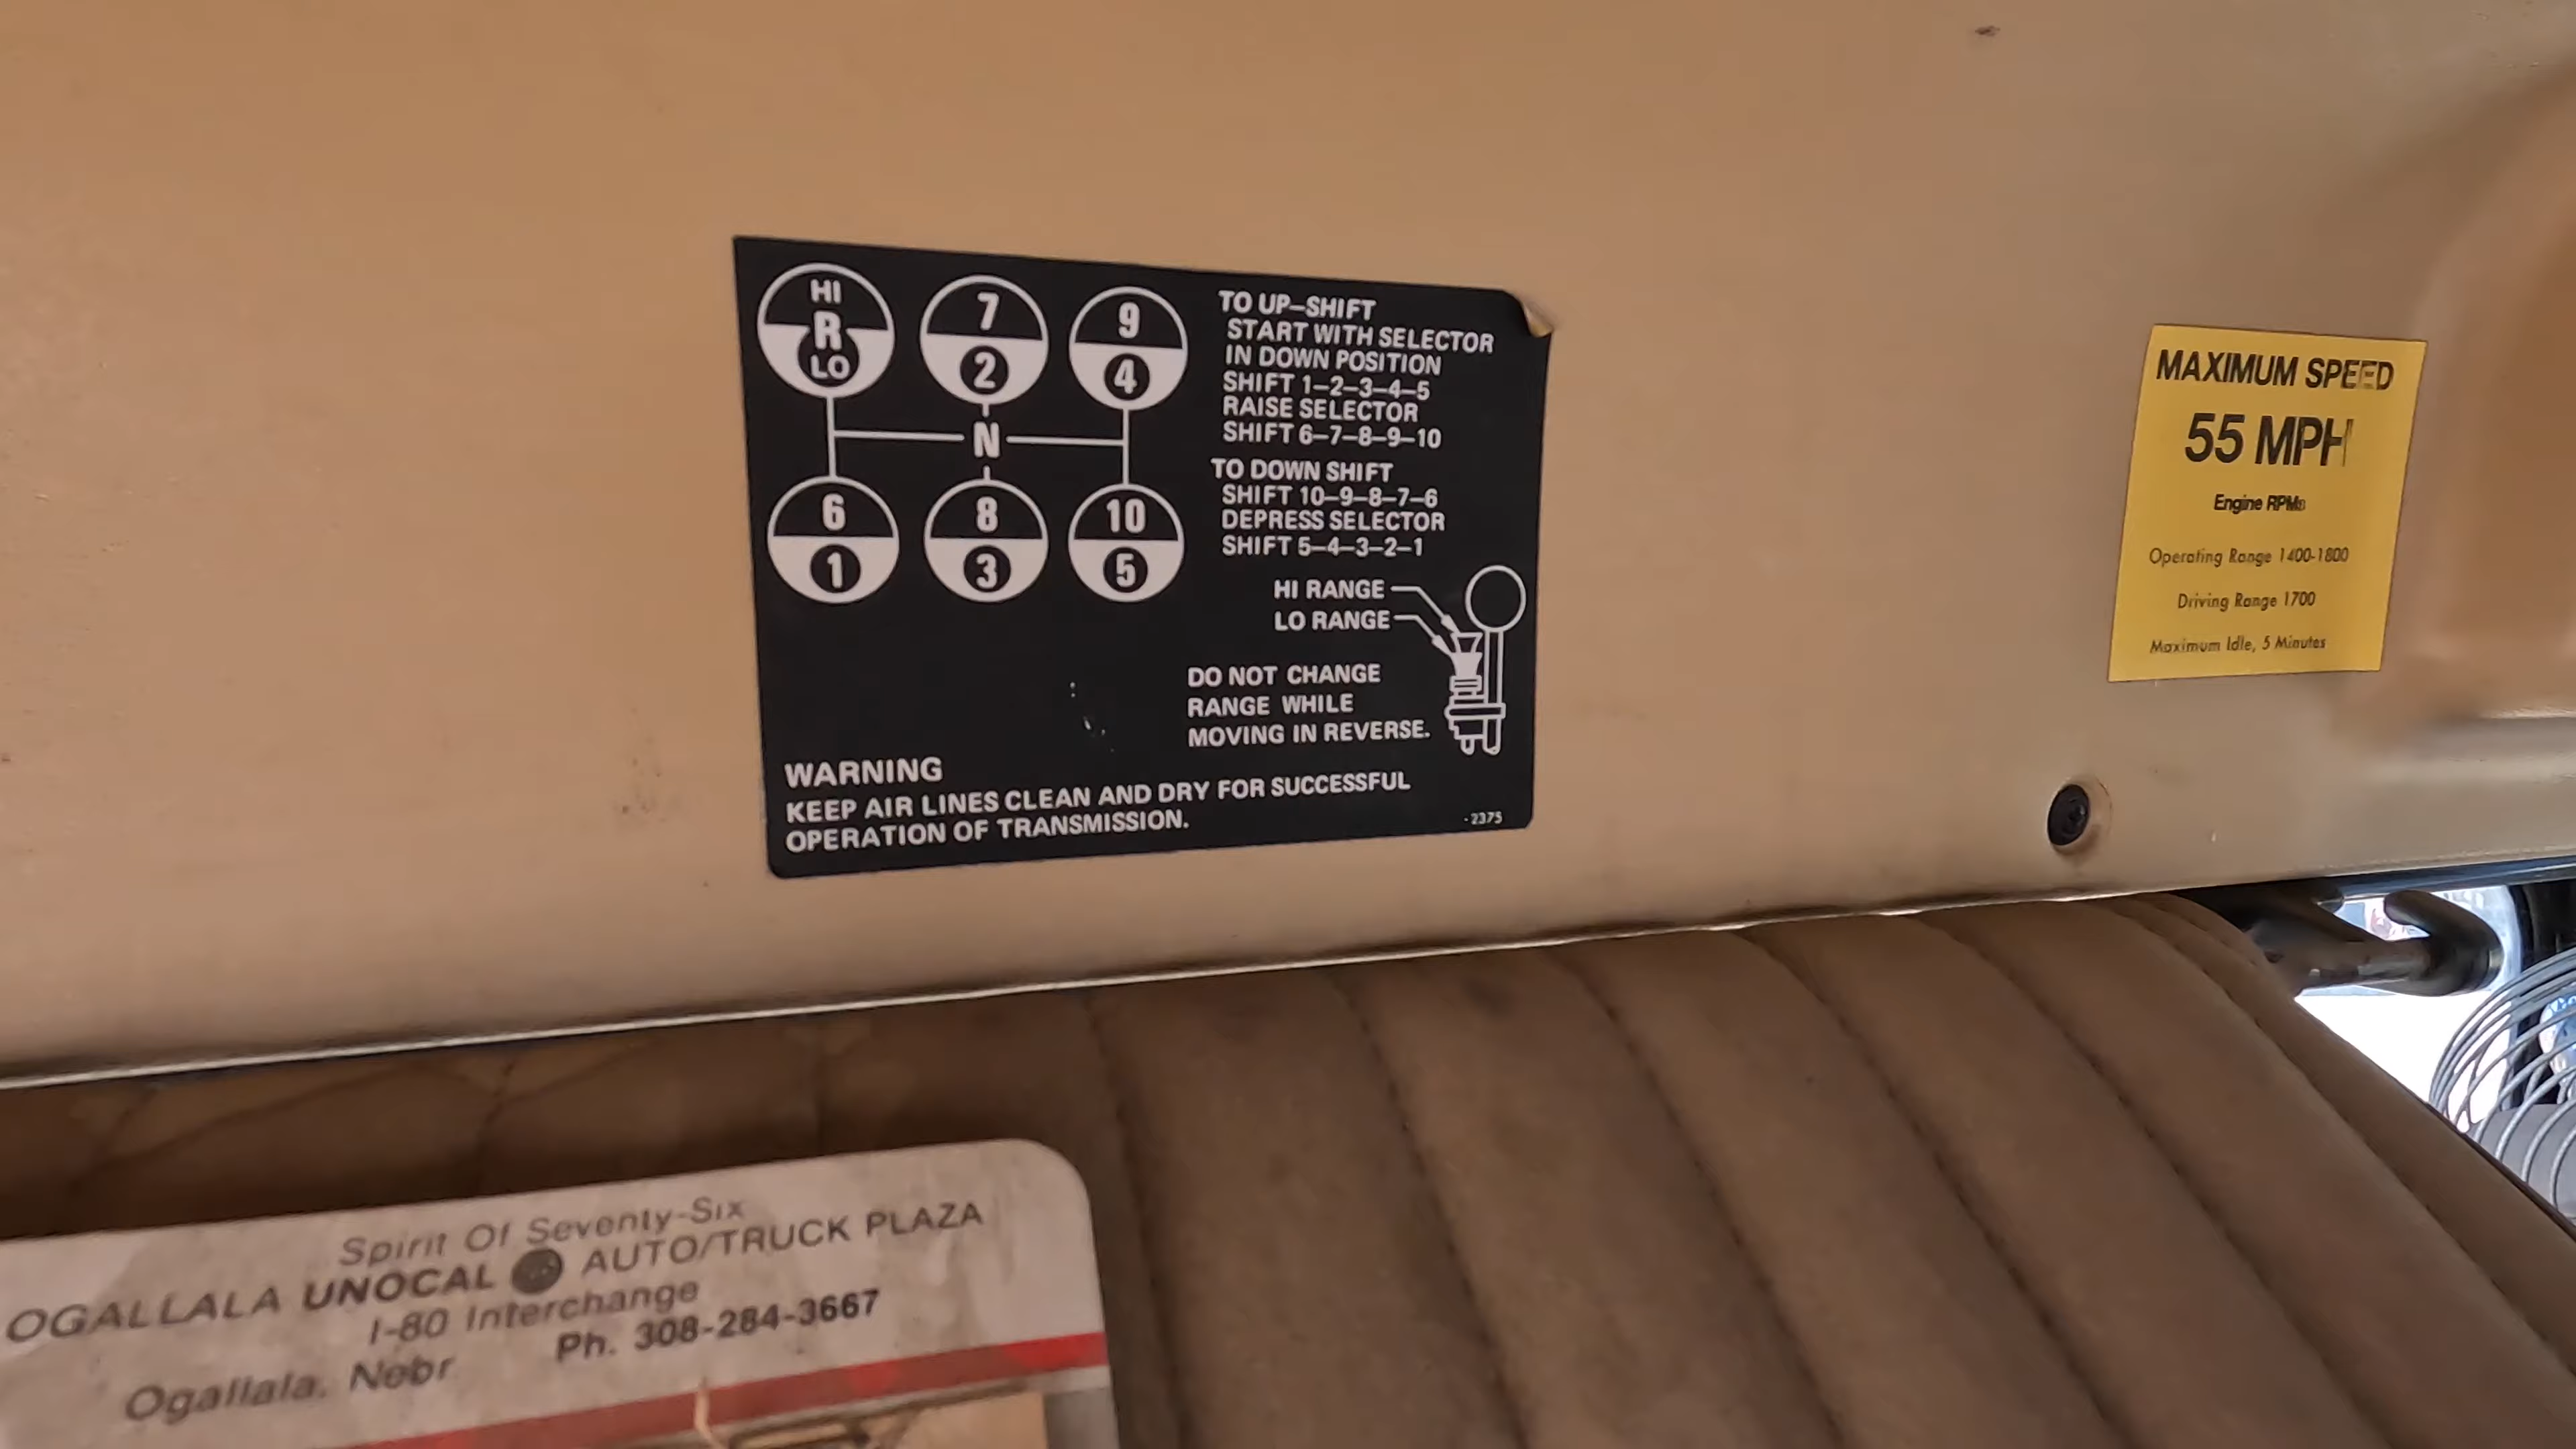 HI
R
LO
7
2
9
4
N
6
1
8
3
10
5
TO UP-SHIFT
START WITH SELECTOR
IN DOWN POSITION
SHIFT 1-2-3-4-5
RAISE SELECTOR
SHIFT 6-7-8-9-10
TO DOWN SHIFT
SHIFT 10-9-8-7-6
DEPRESS SELECTOR
SHIFT 5-4-3-2-1
HI RANGE
LO RANGE
DO NOT CHANGE
RANGE WHILE
MOVING IN REVERSE.
WARNING
KEEP AIR LINES CLEAN AND DRY FOR SUCCESSFUL
OPERATION OF TRANSMISSION.
-2375
MAXIMUM SPEED
55 MPH
Engine RPMs
Operating Range 1400-1800
Driving Range 1700
Maximum Idle, 5 Minutes
Spirit Of Seventy-Six
OGALLALA UNOCAL AUTO/TRUCK PLAZA
I-80 Interchange
Ogallala, Nebr Ph. 308-284-3667